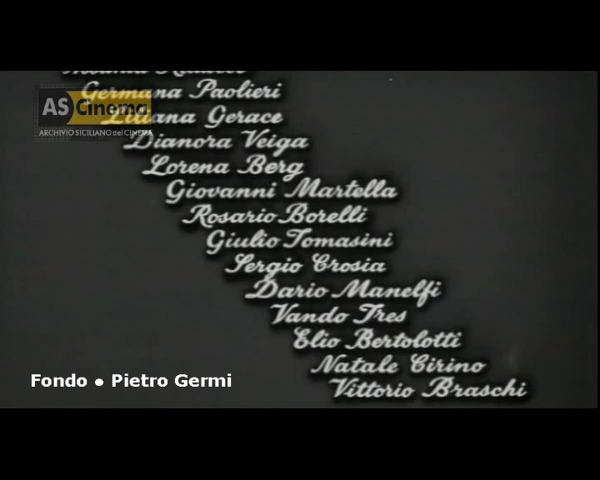 Germana Paolieri
AS Cinema
Liliana Gerace
ARCHIVIO SICILIANO del CINEMA
Dianora Veiga
Lorena Berg
Giovanni Martella
Rosario Borelli
Giulio Tomasini
Sergio Crosia
Dario Manelfi
Vando Tres
Elio Bertolotti
Natale Cirino
Vittorio Braschi
Fondo ● Pietro Germi